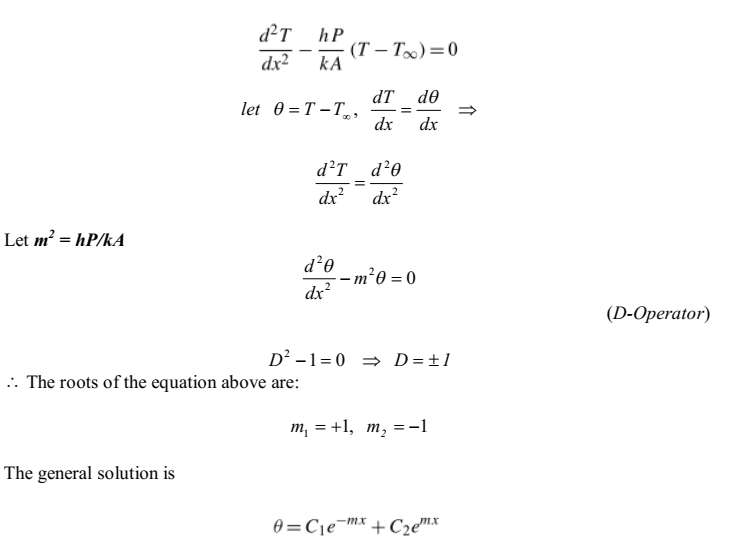 d²T/dx² − hP/kA (T − T∞) = 0
let θ = T − T∞, dT/dx = dθ/dx ⇒
d²T/dx² = d²θ/dx²
Let m² = hP/kA
d²θ/dx² − m²θ = 0
(D-Operator)
D² − 1 = 0 ⇒ D = ± 1
∴ The roots of the equation above are:
m₁ = +1, m₂ = −1
The general solution is
θ = C₁e⁻ᵐˣ + C₂eᵐˣ